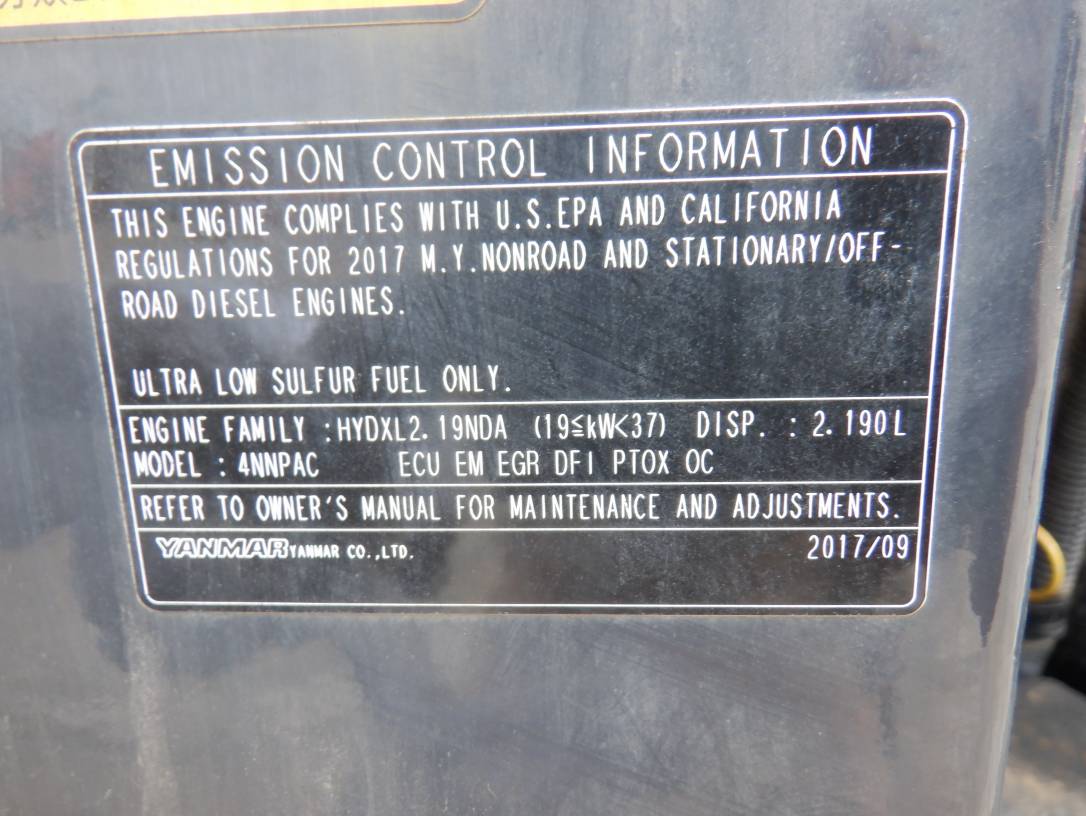 EMISSION CONTROL INFORMATION
THIS ENGINE COMPLIES WITH U.S.EPA AND CALIFORNIA
REGULATIONS FOR 2017 M.Y.NONROAD AND STATIONARY/OFF-
ROAD DIESEL ENGINES.
ULTRA LOW SULFUR FUEL ONLY.
ENGINE FAMILY :HYDXL2.19NDA (19≦kW<37) DISP. : 2.190L
MODEL : 4NNPAC ECU EM EGR DFI PTOX OC
REFER TO OWNER'S MANUAL FOR MAINTENANCE AND ADJUSTMENTS.
YANMAR YANMAR CO.,LTD. 2017/09